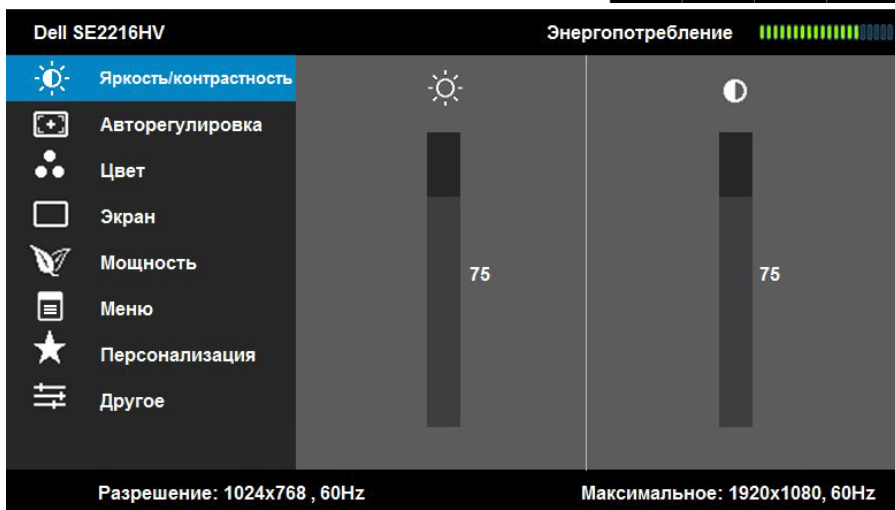 Dell SE2216HV
Энергопотребление
Яркость/контрастность
Авторегулировка
Цвет
Экран
Мощность
Меню
Персонализация
Другое
75
75
Разрешение: 1024x768 , 60Hz
Максимальное: 1920x1080, 60Hz